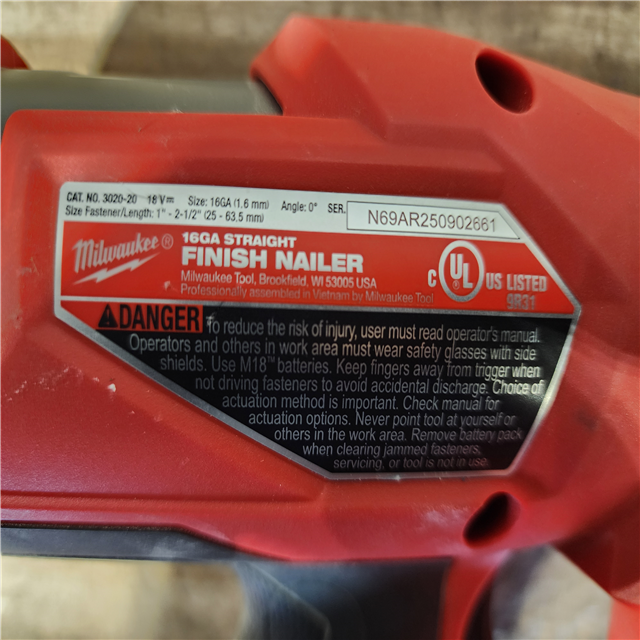 CAT. NO. 3020-20 18 V⎓ Size: 16GA (1.6 mm) Angle: 0° SER. N69AR250902661
Size Fastener/Length: 1" - 2-1/2" (25 - 63.5 mm)
Milwaukee ®
16GA STRAIGHT
FINISH NAILER
Milwaukee Tool, Brookfield, WI 53005 USA
Professionally assembled in Vietnam by Milwaukee Tool
C UL ® US LISTED
9R31
DANGER To reduce the risk of injury, user must read operator's manual.
Operators and others in work area must wear safety glasses with side
shields. Use M18™ batteries. Keep fingers away from trigger when
not driving fasteners to avoid accidental discharge. Choice of
actuation method is important. Check manual for
actuation options. Never point tool at yourself or
others in the work area. Remove battery pack
when clearing jammed fasteners,
servicing, or tool is not in use.